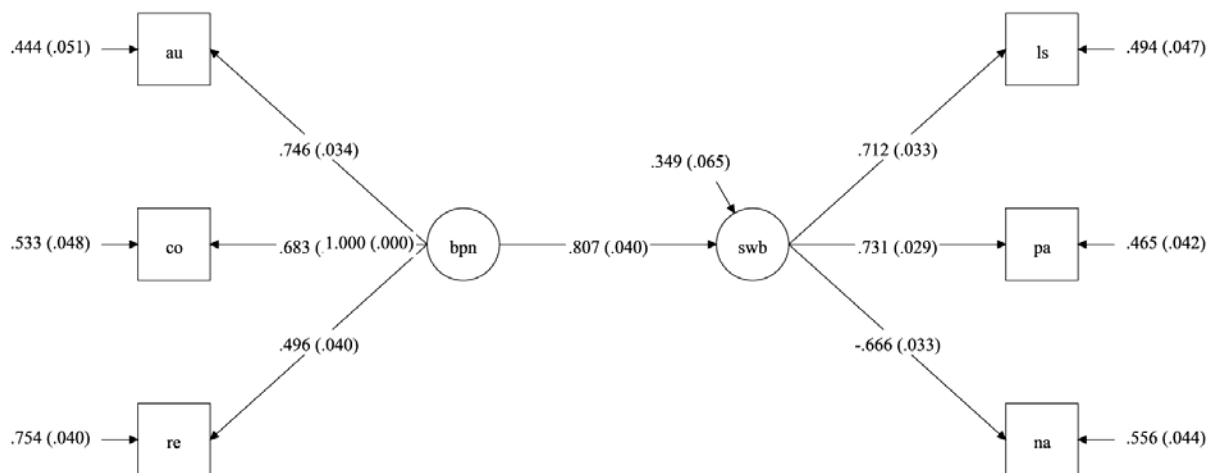 .444 (.051)
au
ls
.494 (.047)
.746 (.034)
.712 (.033)
.349 (.065)
.533 (.048)
co
.683 (
1.000 (.000)
bpn
.807 (.040)
swb
.731 (.029)
pa
.465 (.042)
.496 (.040)
-.666 (.033)
.754 (.040)
re
na
.556 (.044)